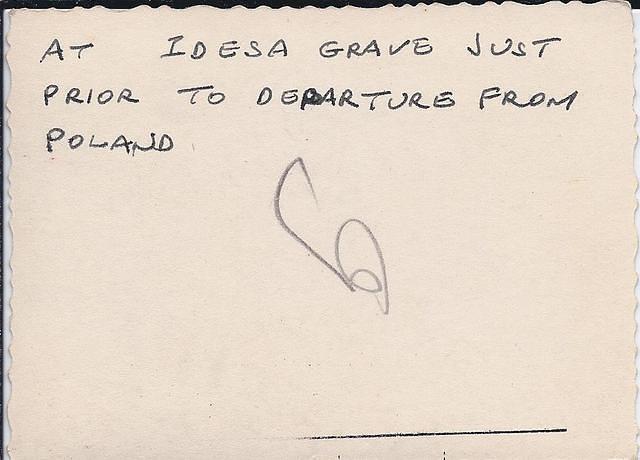 AT IDESA GRAVE JUST
PRIOR TO DEPARTURE FROM
POLAND